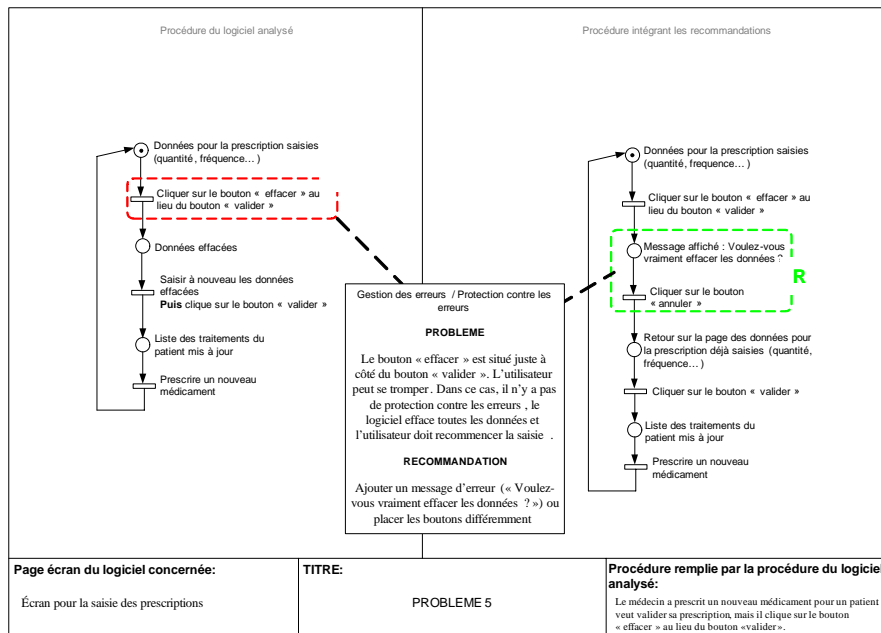 Procédure du logiciel analysé
Données pour la prescription saisies
(quantité, fréquence… )
Cliquer sur le bouton « effacer » au
lieu du bouton « valider »
Données effacées
Saisir à nouveau les données
effacées
Puis clique sur le bouton « valider »
Liste des traitements du
patient mis à jour
Prescrire un nouveau
médicament
Gestion des erreurs / Protection contre les
erreurs
PROBLEME
Le bouton « effacer » est situé juste à
côté du bouton « valider ». L’utilisateur
peut se tromper. Dans ce cas, il n’y a pas
de protection contre les erreurs , le
logiciel efface toutes les données et
l’utilisateur doit recommencer la saisie .
RECOMMANDATION
Ajouter un message d’erreur (« Voulez-
vous vraiment effacer les données ? ») ou
placer les boutons différemment
Procédure intégrant les recommandations
Données pour la prescription saisies
(quantité, frequence… )
Cliquer sur le bouton « effacer » au
lieu du bouton « valider »
Message affiché : Voulez-vous
vraiment effacer les données ?
R
Cliquer sur le bouton
« annuler »
Retour sur la page des données pour
la prescription déjà saisies (quantité,
fréquence… )
Cliquer sur le bouton « valider »
Liste des traitements du
patient mis à jour
Prescrire un nouveau
médicament
Page écran du logiciel concernée:
Écran pour la saisie des prescriptions
TITRE:
PROBLEME 5
Procédure remplie par la procédure du logiciel
analysé:
Le médecin a prescrit un nouveau médicament pour un patient
veut valider sa prescription, mais il clique sur le bouton
« effacer » au lieu du bouton «valider».